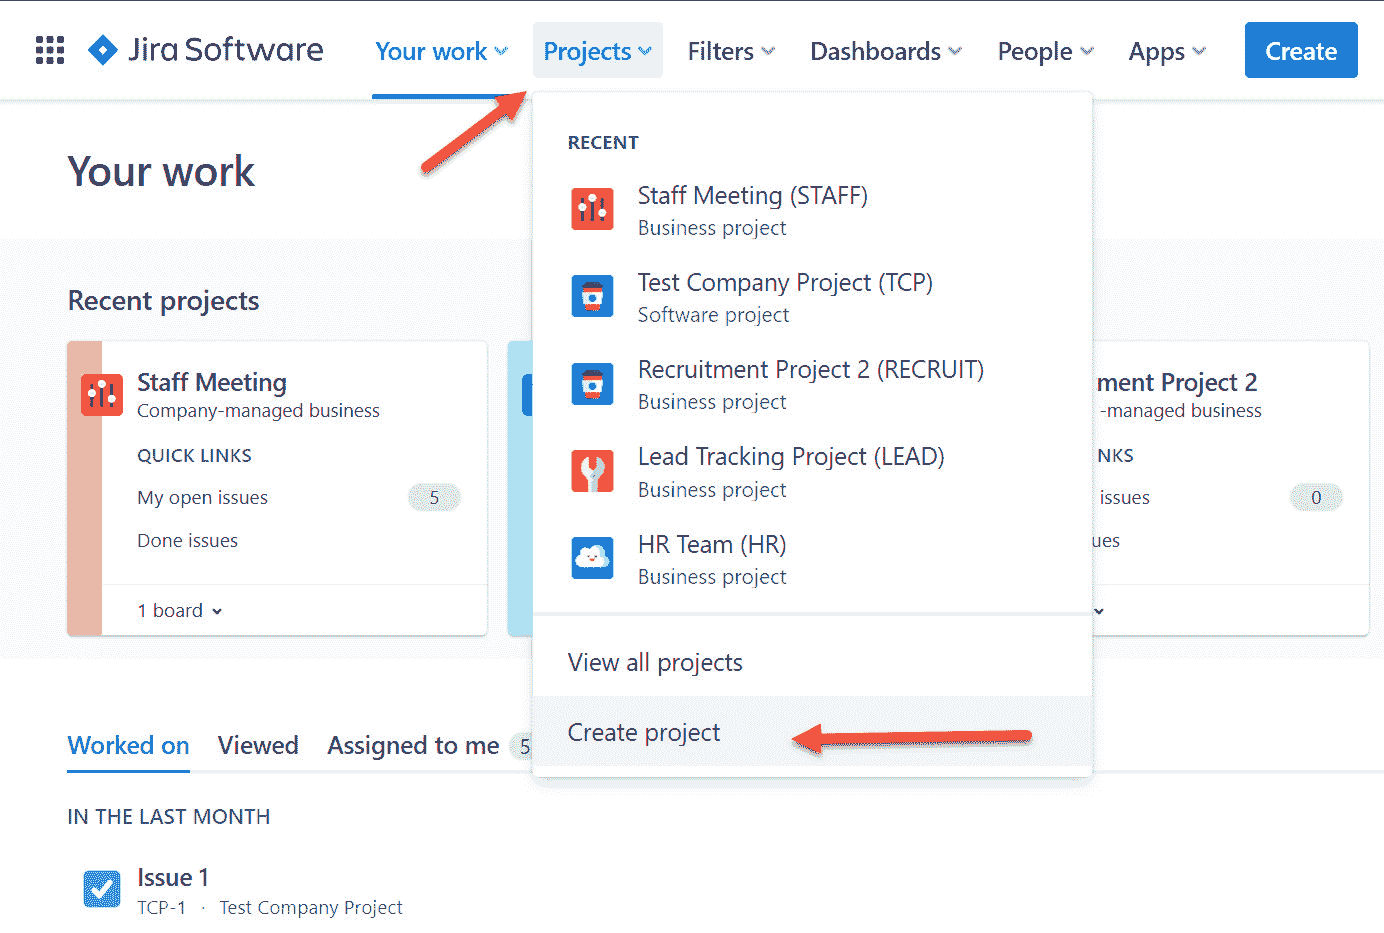 Jira Software
Your work
Projects
Filters
Dashboards
People
Apps
Create
Your work
RECENT
Staff Meeting (STAFF)
Business project
Test Company Project (TCP)
Software project
Recruitment Project 2 (RECRUIT)
Business project
Lead Tracking Project (LEAD)
Business project
HR Team (HR)
Business project
View all projects
Create project
Recent projects
Staff Meeting
Company-managed business
QUICK LINKS
My open issues 5
Done issues
1 board
ment Project 2
-managed business
NKS
issues 0
ues
Worked on
Viewed
Assigned to me 5
IN THE LAST MONTH
Issue 1
TCP-1 · Test Company Project